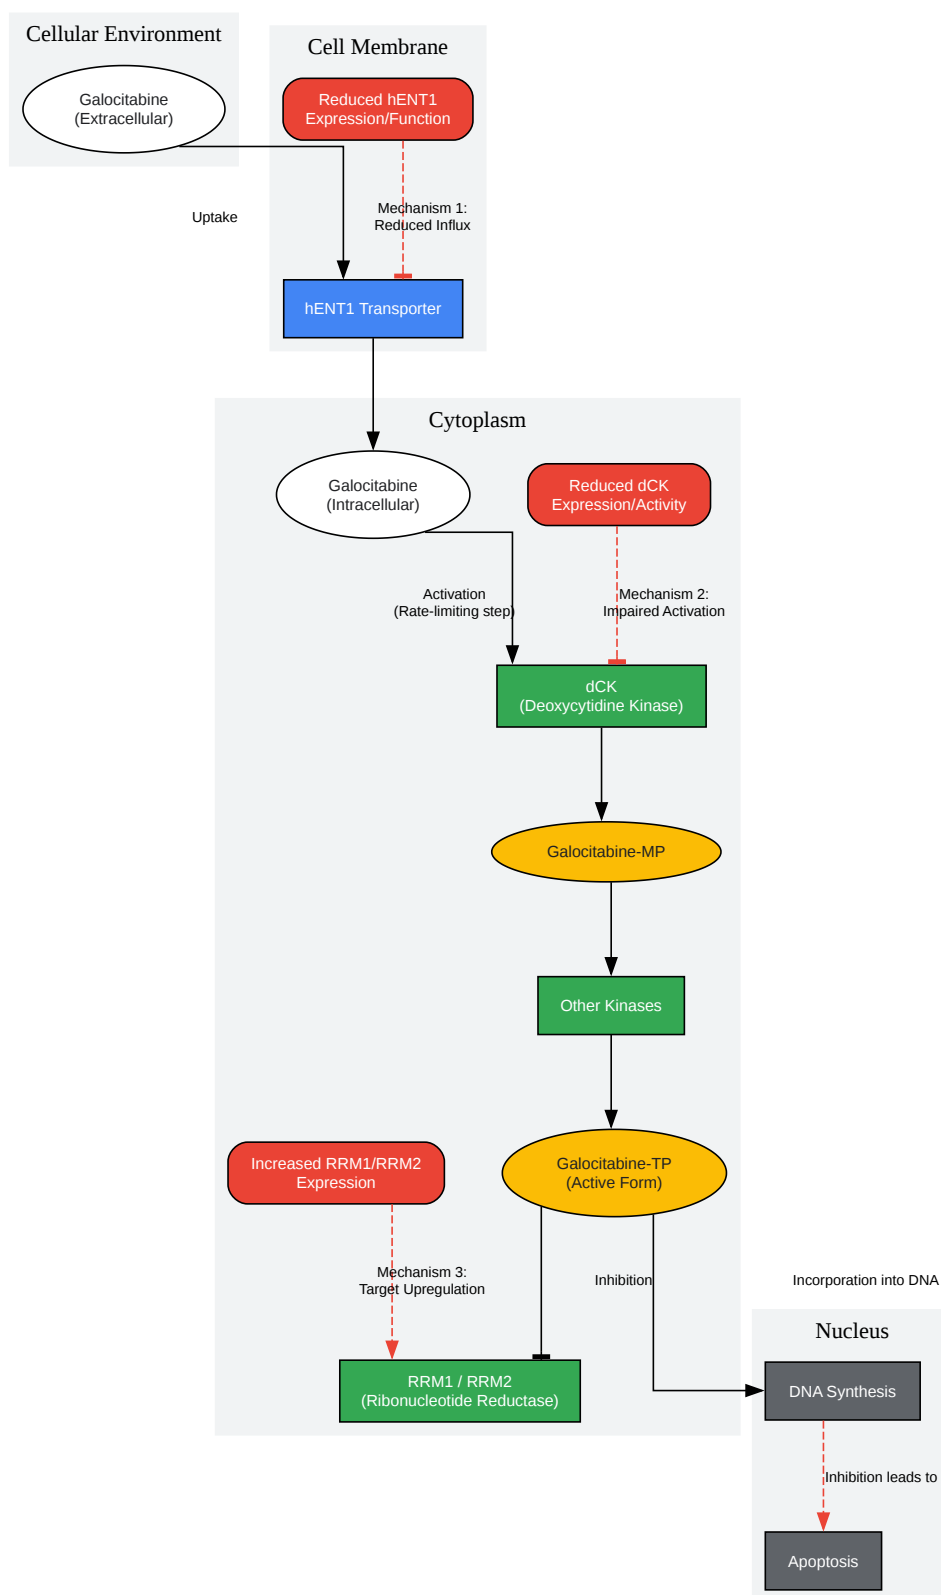 Cellular Environment
Galocitabine
(Extracellular)
Cell Membrane
Reduced hENT1
Expression/Function
Uptake
Mechanism 1:
Reduced Influx
hENT1 Transporter
Cytoplasm
Galocitabine
(Intracellular)
Reduced dCK
Expression/Activity
Activation
(Rate-limiting step)
Mechanism 2:
Impaired Activation
dCK
(Deoxycytidine Kinase)
Galocitabine-MP
Other Kinases
Increased RRM1/RRM2
Expression
Galocitabine-TP
(Active Form)
Mechanism 3:
Target Upregulation
Inhibition
Incorporation into DNA
RRM1 / RRM2
(Ribonucleotide Reductase)
Nucleus
DNA Synthesis
Inhibition leads to
Apoptosis